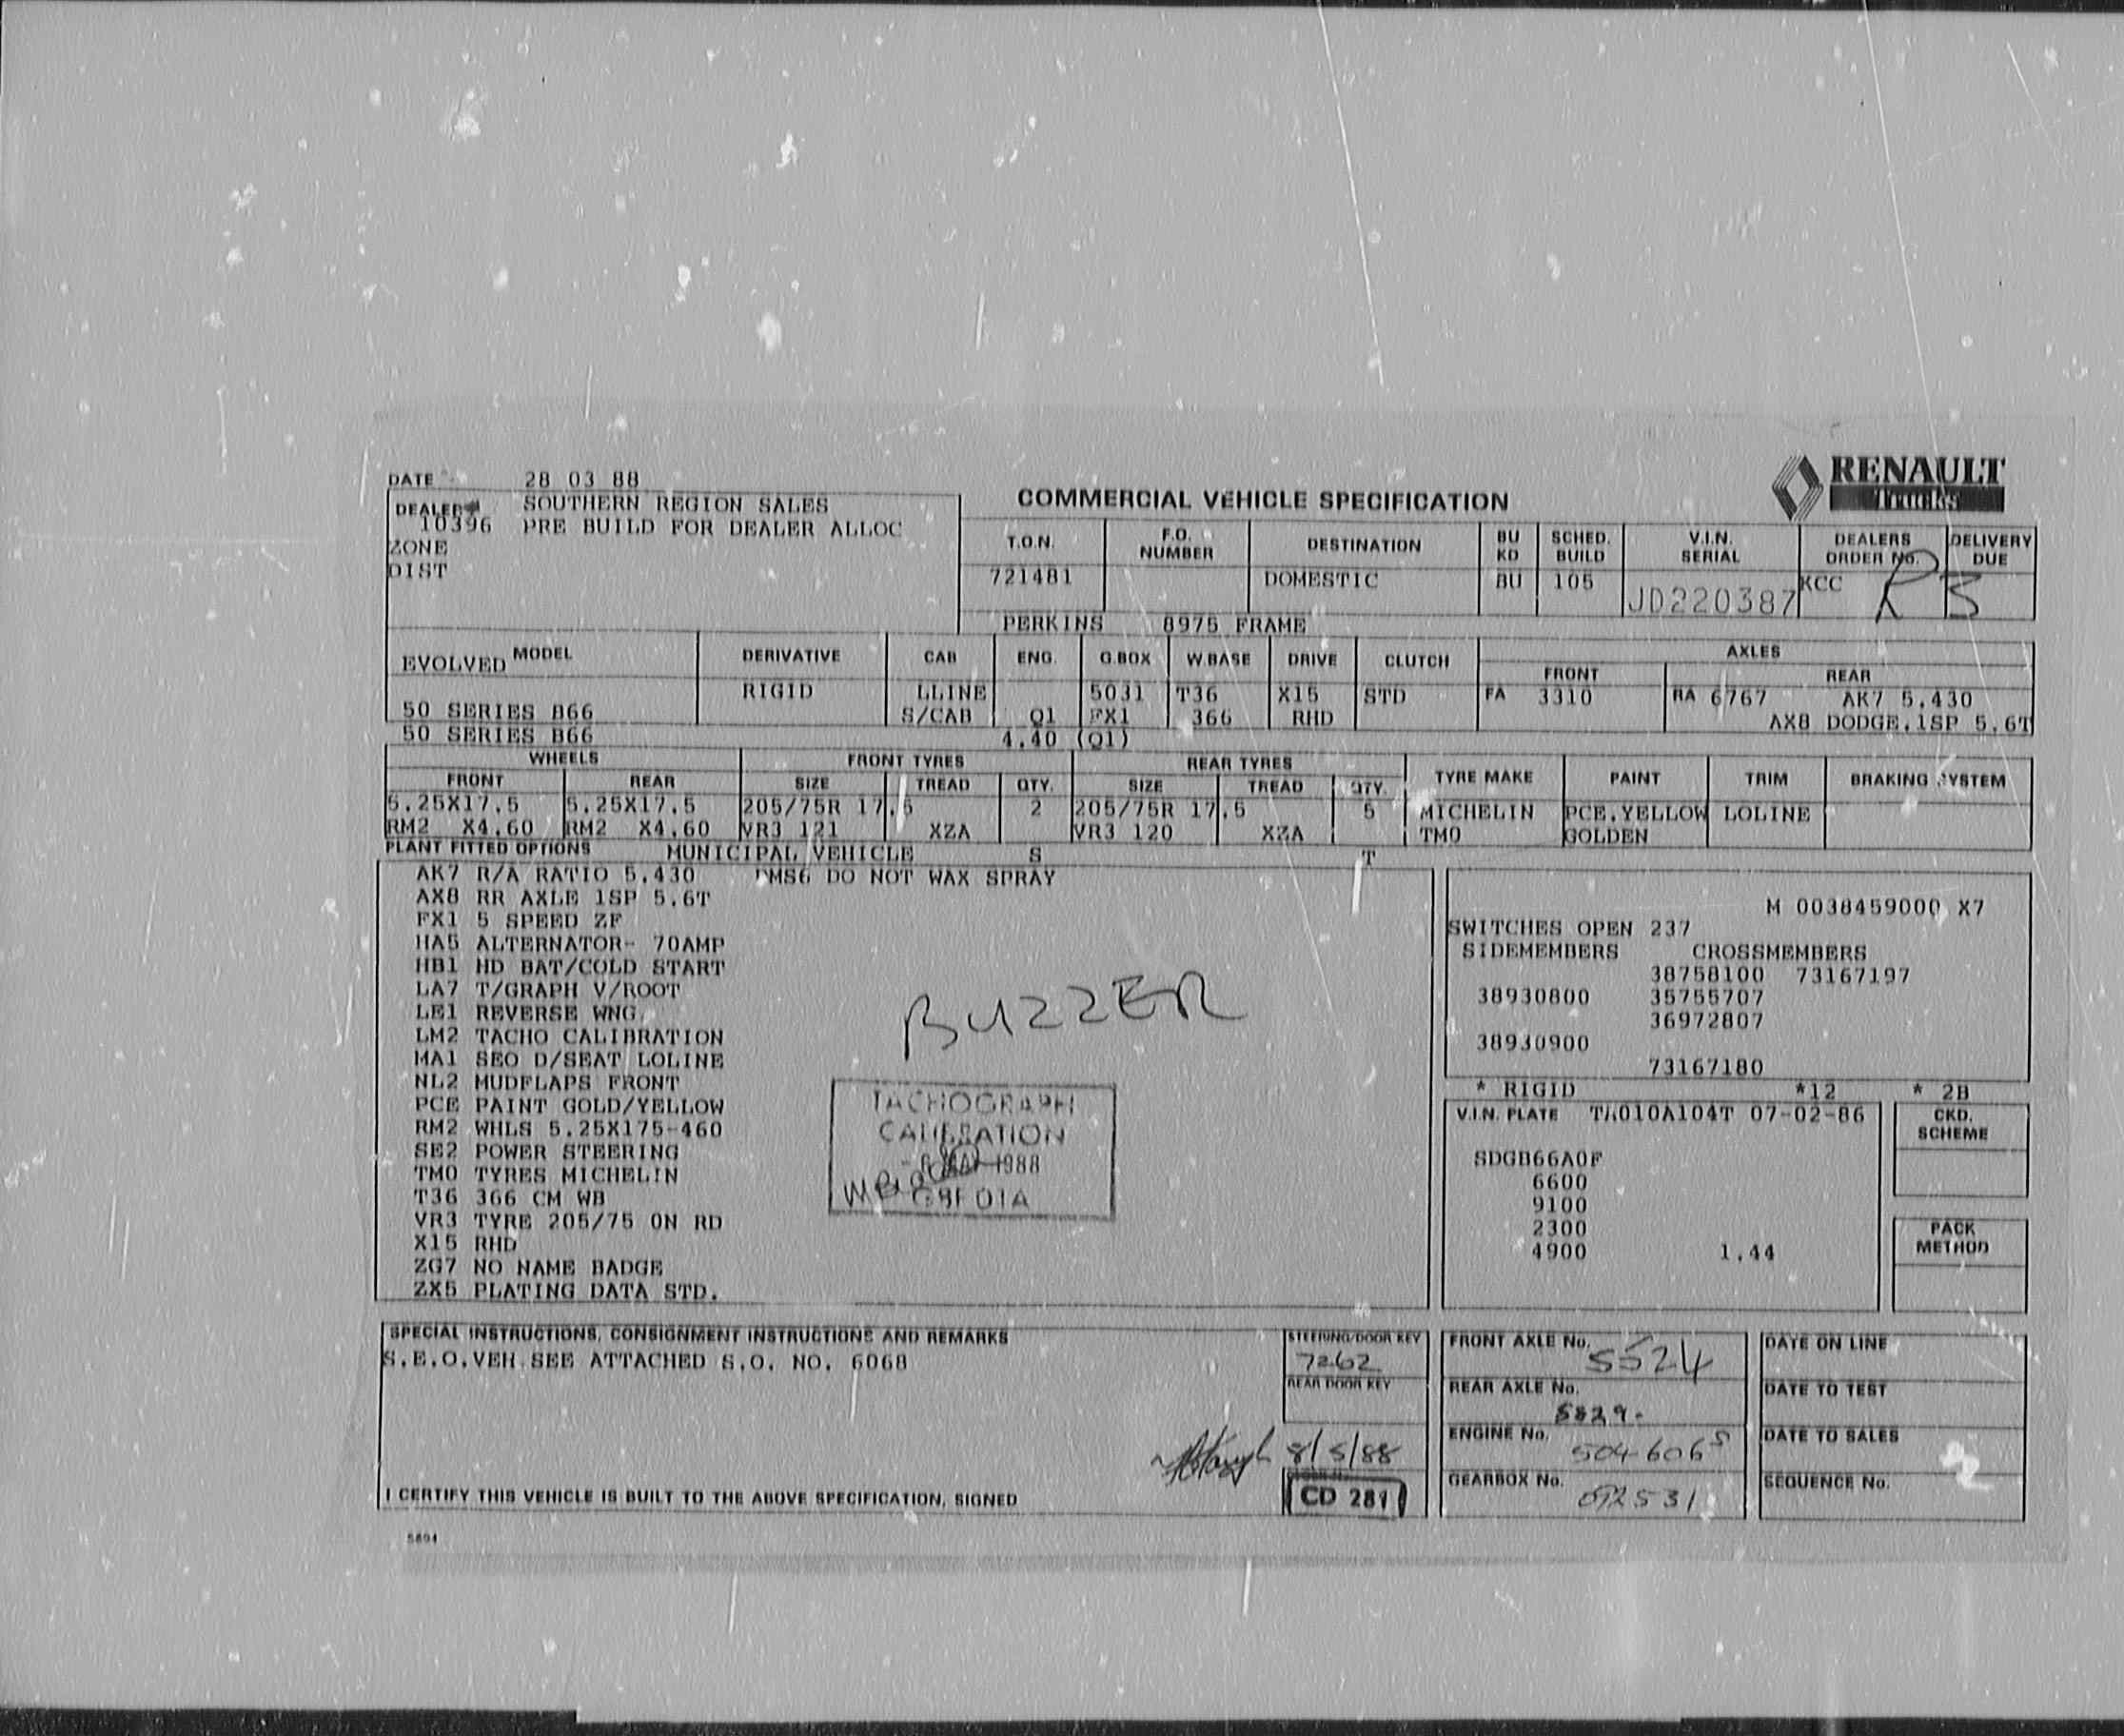 DATE 28 03 88
RENAULT
Trucks
DEALER SOUTHERN REGION SALES
10396 PRE BUILD FOR DEALER ALLOC
ZONE
DIST
COMMERCIAL VEHICLE SPECIFICATION
T.O.N. F.O. NUMBER DESTINATION BU KD SCHED. BUILD V.I.N. SERIAL DEALERS ORDER No. DELIVERY DUE
721481 DOMESTIC BU 105 JD220387 KCC R 3
PERKINS 8975 FRAME
EVOLVED MODEL DERIVATIVE CAB ENG. G.BOX W.BASE DRIVE CLUTCH AXLES
FRONT REAR
RIGID LLINE 5031 T36 X15 STD FA 3310 RA 6767 AK7 5.430
50 SERIES B66 S/CAB Q1 FX1 366 RHD AX8 DODGE.1SP 5.6T
50 SERIES B66 4.40 (Q1)
WHEELS FRONT TYRES REAR TYRES
FRONT REAR SIZE TREAD QTY. SIZE TREAD QTY. TYRE MAKE PAINT TRIM BRAKING SYSTEM
5.25X17.5 5.25X17.5 205/75R 17.5 2 205/75R 17.5 5 MICHELIN PCE.YELLOW LOLINE
RM2 X4.60 RM2 X4.60 VR3 121 XZA VR3 120 XZA TMO GOLDEN
PLANT FITTED OPTIONS MUNICIPAL VEHICLE S T
AK7 R/A RATIO 5.430 DO NOT WAX SPRAY
AX8 RR AXLE 1SP 5.6T
FX1 5 SPEED ZF
HA5 ALTERNATOR- 70AMP
HB1 HD BAT/COLD START
LA7 T/GRAPH V/ROOT
LE1 REVERSE WNG.
LM2 TACHO CALIBRATION
MA1 SEO D/SEAT LOLINE
NL2 MUDFLAPS FRONT
PCE PAINT GOLD/YELLOW
RM2 WHLS 5.25X175-460
SE2 POWER STEERING
TMO TYRES MICHELIN
T36 366 CM WB
VR3 TYRE 205/75 ON RD
X15 RHD
ZG7 NO NAME BADGE
ZX5 PLATING DATA STD.
BUZZER
TACHOGRAPH
CALIBRATION
1988
M 0038459000 X7
SWITCHES OPEN 237
SIDEMEMBERS CROSSMEMBERS
38758100 73167197
38930800 35755707
36972807
38930900
73167180
* RIGID *12 * 2B
V.I.N. PLATE TA010A104T 07-02-86
CKD. SCHEME
SDGB66A0F
6600
9100
2300
4900 1.44
PACK METHOD
SPECIAL INSTRUCTIONS, CONSIGNMENT INSTRUCTIONS AND REMARKS
S.E.O.VEH.SEE ATTACHED S.O. NO. 6068
STEERING/DOOR KEY
7262
REAR DOOR KEY
8/5/88
CD 281
I CERTIFY THIS VEHICLE IS BUILT TO THE ABOVE SPECIFICATION, SIGNED
FRONT AXLE No. 5524
REAR AXLE No. 5829.
ENGINE No. 5046065
GEARBOX No. 092531
DATE ON LINE
DATE TO TEST
DATE TO SALES
SEQUENCE No.
5894